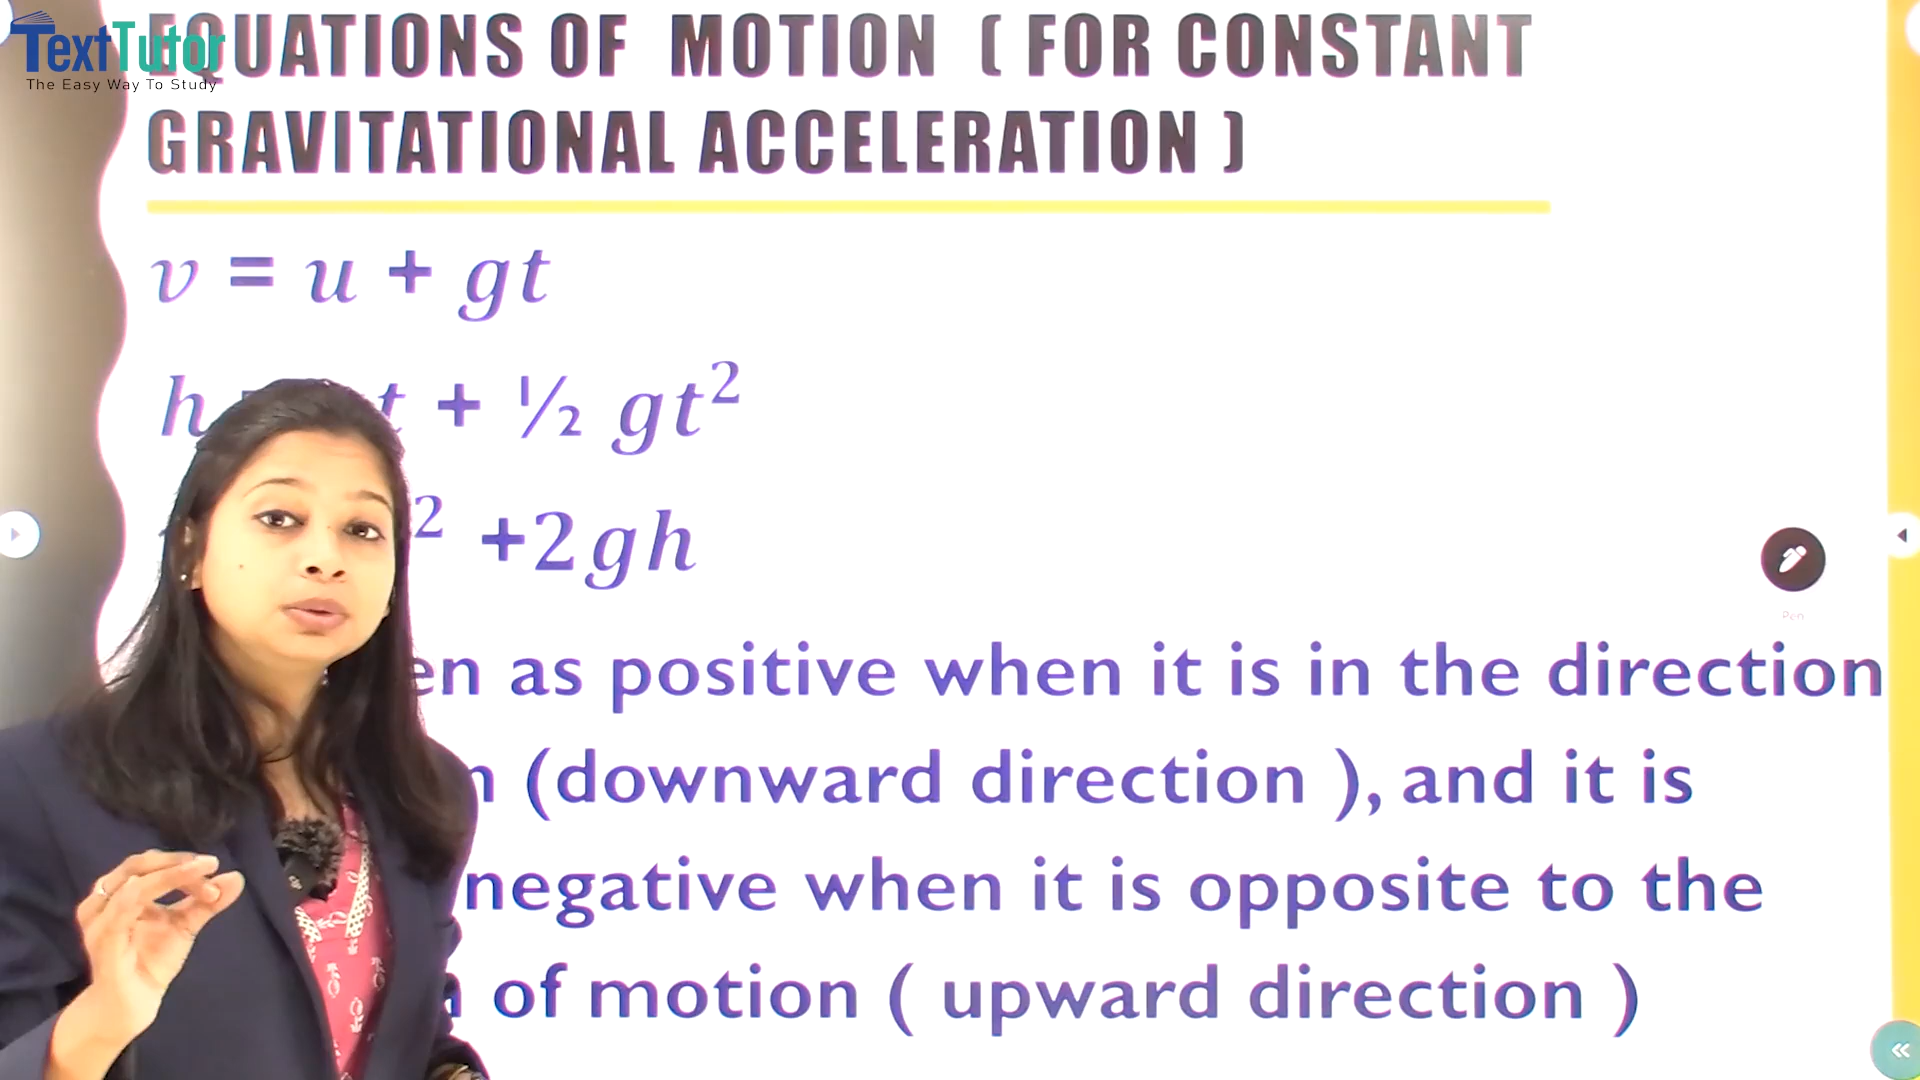 TextTutor
The Easy Way To Study
EQUATIONS OF MOTION ( FOR CONSTANT
GRAVITATIONAL ACCELERATION )
v = u + gt
h t + ½ gt²
² +2gh
as positive when it is in the direction
(downward direction ), and it is
negative when it is opposite to the
of motion ( upward direction )
Pen